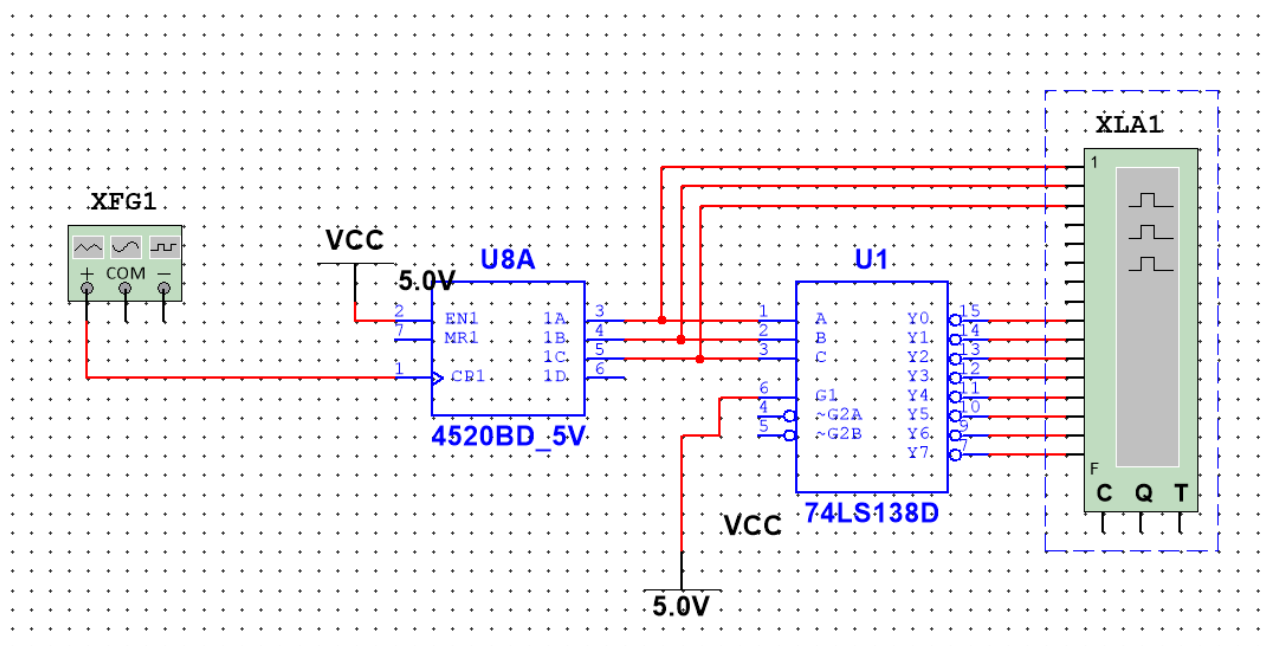 XLA1
1
XFG1
+ COM −
VCC
5.0V
U8A
2 EN1 1A 3
7 MR1 1B 4
1C 5
1 CP1 1D 6
4520BD_5V
U1
1 A Y0 15
2 B Y1 14
3 C Y2 13
Y3 12
6 G1 Y4 11
4 ~G2A Y5 10
5 ~G2B Y6 9
Y7 7
74LS138D
F
C Q T
VCC
5.0V